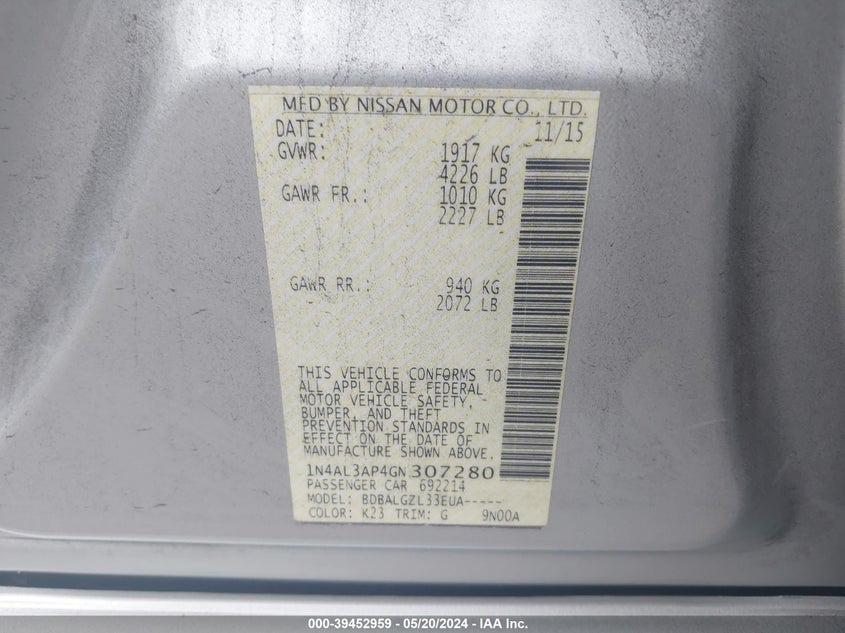 MFD BY NISSAN MOTOR CO., LTD.
DATE: 11/15
GVWR: 1917 KG
4226 LB
GAWR FR.: 1010 KG
2227 LB
GAWR RR.: 940 KG
2072 LB
THIS VEHICLE CONFORMS TO
ALL APPLICABLE FEDERAL
MOTOR VEHICLE SAFETY,
BUMPER, AND THEFT
PREVENTION STANDARDS IN
EFFECT ON THE DATE OF
MANUFACTURE SHOWN ABOVE.
1N4AL3AP4GN307280
PASSENGER CAR 692214
MODEL: BDBALGZL33EUA-----
COLOR: K23 TRIM: G 9N00A
000-39452959 - 05/20/2024 - IAA Inc.